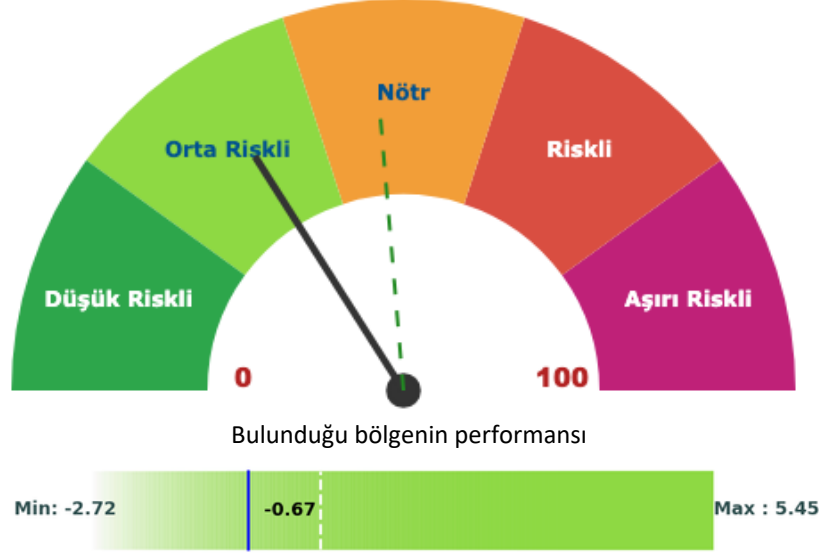 Nötr
Orta Riskli
Riskli
Düşük Riskli
Aşırı Riskli
0
100
Bulunduğu bölgenin performansı
Min: -2.72
-0.67
Max : 5.45